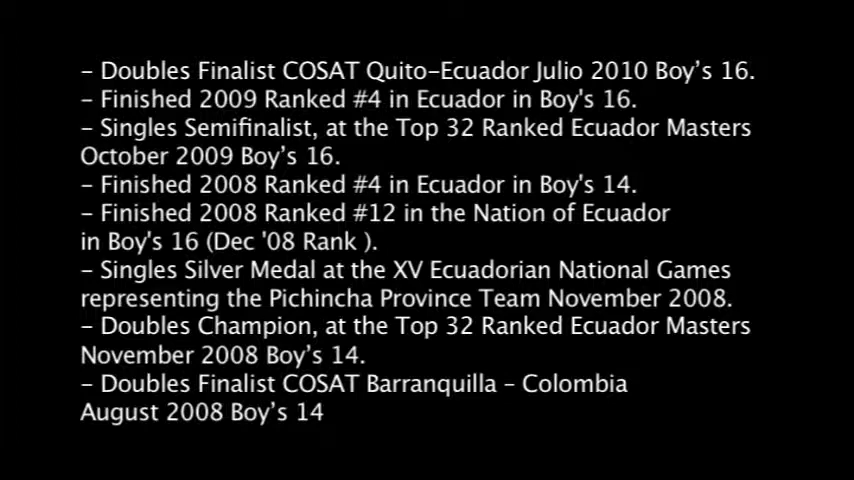 – Doubles Finalist COSAT Quito–Ecuador Julio 2010 Boy’s 16.
– Finished 2009 Ranked #4 in Ecuador in Boy's 16.
– Singles Semifinalist, at the Top 32 Ranked Ecuador Masters
October 2009 Boy’s 16.
– Finished 2008 Ranked #4 in Ecuador in Boy's 14.
– Finished 2008 Ranked #12 in the Nation of Ecuador
in Boy's 16 (Dec '08 Rank ).
– Singles Silver Medal at the XV Ecuadorian National Games
representing the Pichincha Province Team November 2008.
– Doubles Champion, at the Top 32 Ranked Ecuador Masters
November 2008 Boy’s 14.
– Doubles Finalist COSAT Barranquilla – Colombia
August 2008 Boy’s 14